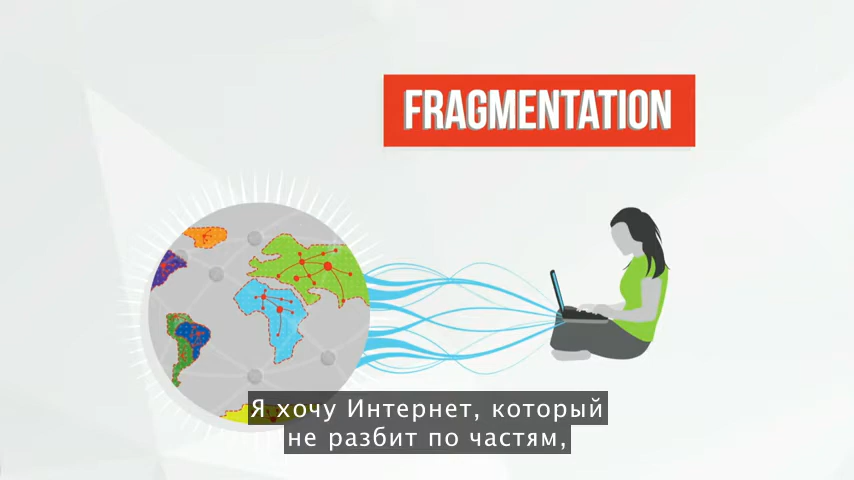 FRAGMENTATION
Я хочу Интернет, который
не разбит по частям,